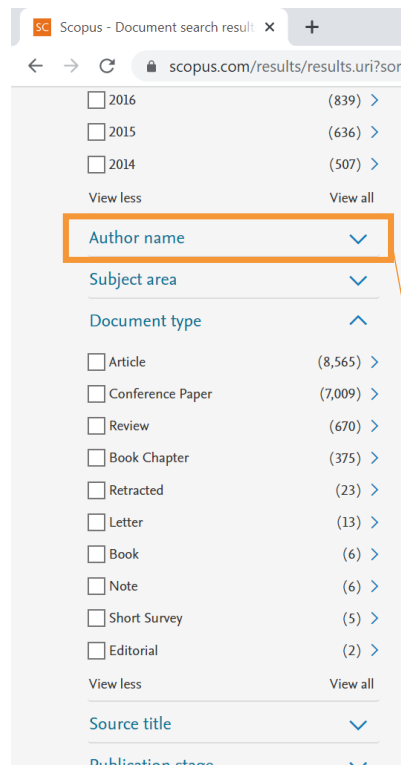 SC Scopus - Document search result
scopus.com/results/results.uri?sor
2016 (839)
2015 (636)
2014 (507)
View less View all
Author name
Subject area
Document type
Article (8,565)
Conference Paper (7,009)
Review (670)
Book Chapter (375)
Retracted (23)
Letter (13)
Book (6)
Note (6)
Short Survey (5)
Editorial (2)
View less View all
Source title
Publication stage